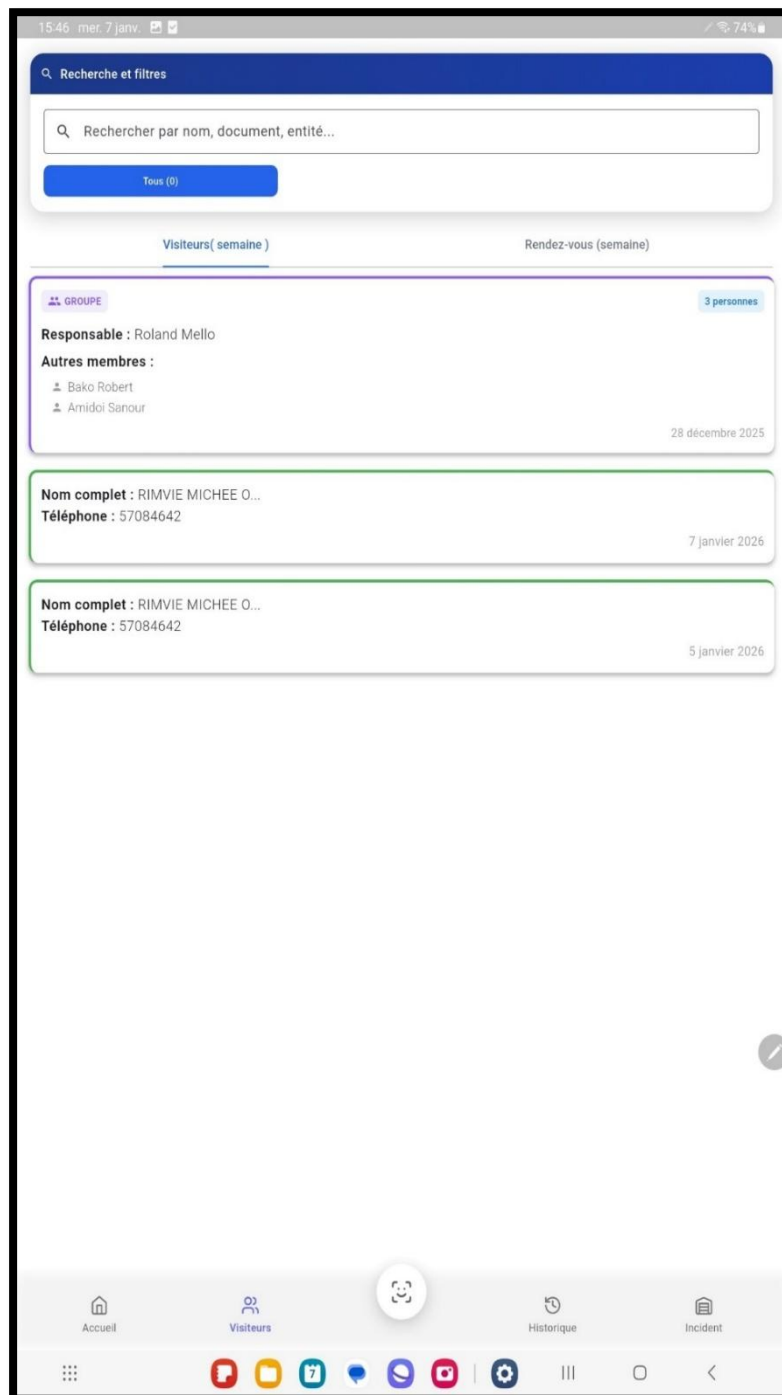 15:46 mer. 7 janv.
74%
Recherche et filtres
Rechercher par nom, document, entité...
Tous (0)
Visiteurs( semaine )
Rendez-vous (semaine)
GROUPE
3 personnes
Responsable : Roland Mello
Autres membres :
Bako Robert
Amidoi Sanour
28 décembre 2025
Nom complet : RIMVIE MICHEE O...
Téléphone : 57084642
7 janvier 2026
Nom complet : RIMVIE MICHEE O...
Téléphone : 57084642
5 janvier 2026
Accueil
Visiteurs
Historique
Incident
7